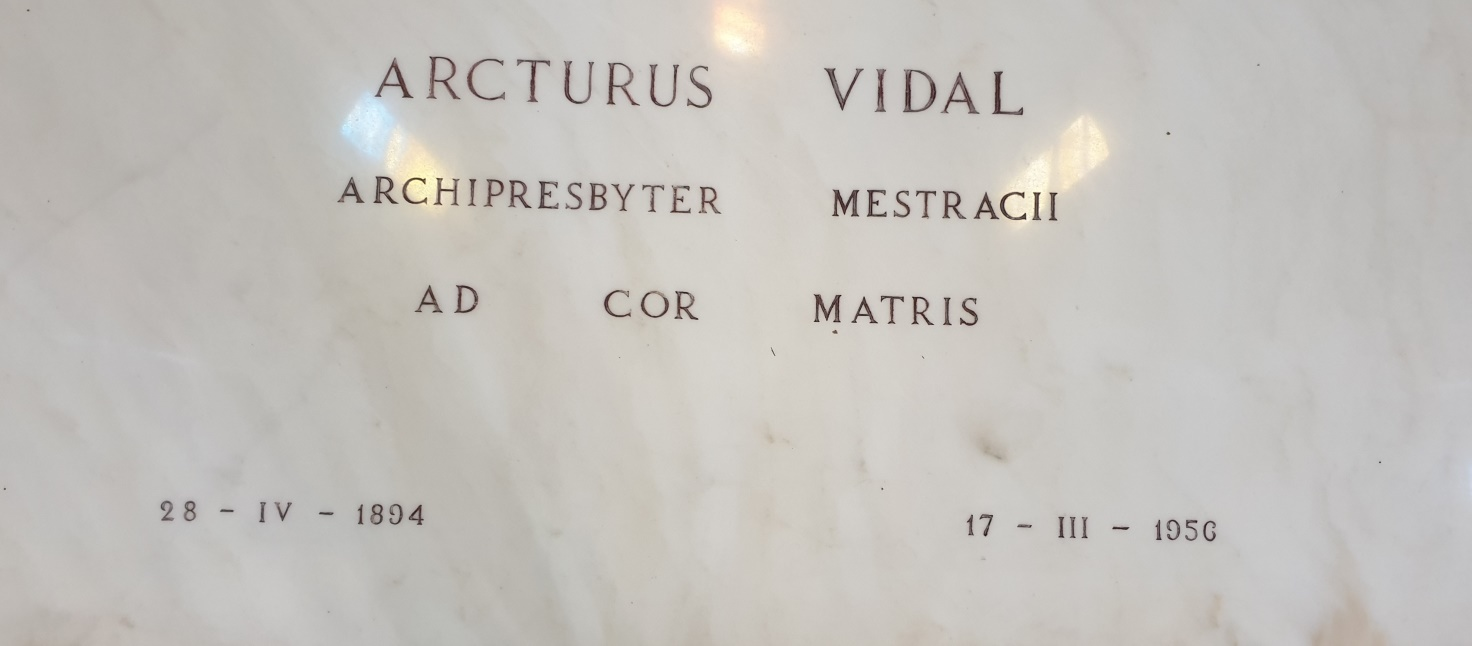 ARCTURUS VIDAL
ARCHIPRESBYTER MESTRACII
AD COR MATRIS
28 - IV - 1894 17 - III - 1956